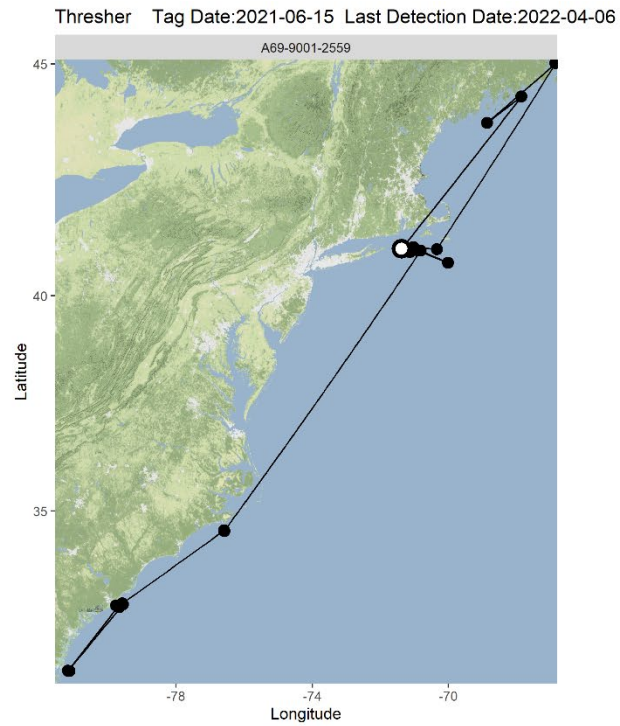 Thresher Tag Date:2021-06-15 Last Detection Date:2022-04-06
A69-9001-2559
45
40
Latitude
35
-78 -74 -70
Longitude